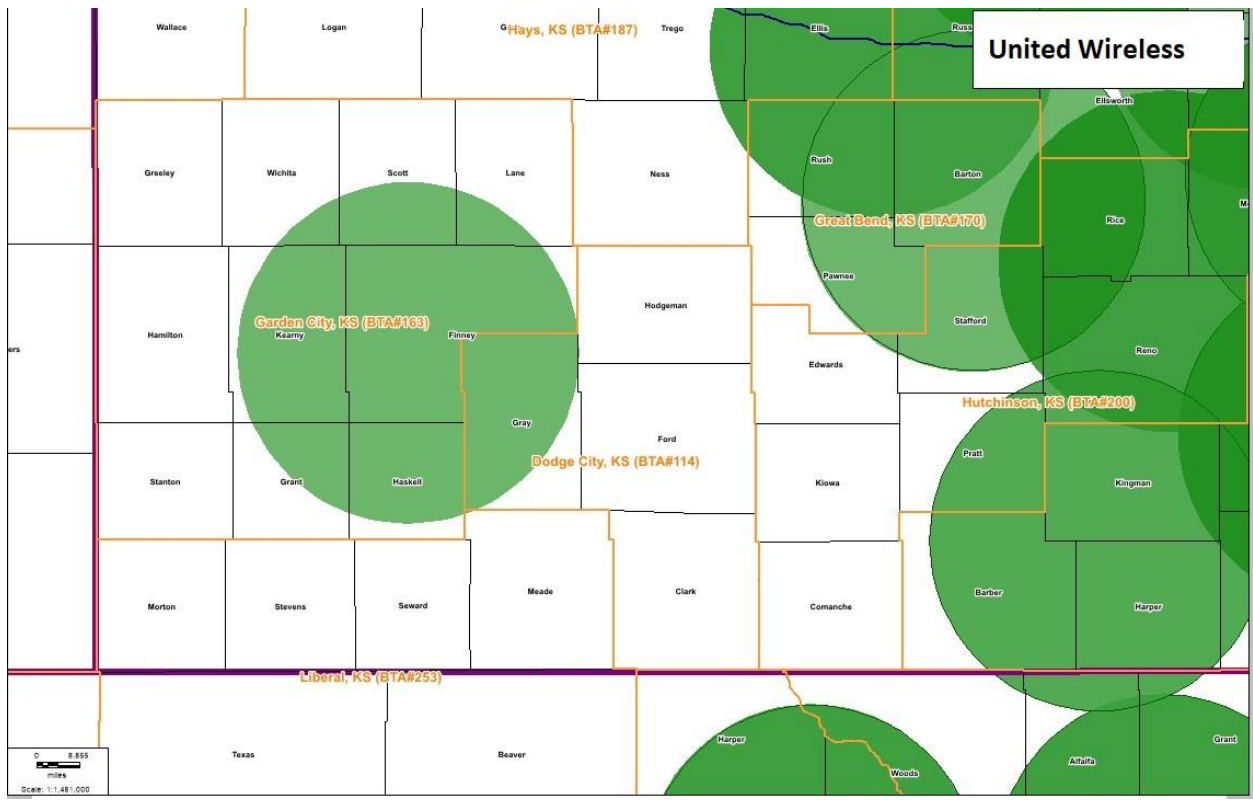 Wallace
Logan
Hays, KS (BTA#187)
Trego
Ellis
Russ
United Wireless
Ellsworth
Greeley
Wichita
Scott
Lane
Ness
Rush
Barton
Great Bend, KS (BTA#170)
Rice
Pawnee
Hamilton
Garden City, KS (BTA#163)
Kearny
Finney
Hodgeman
Stafford
Reno
ers
Edwards
Hutchinson, KS (BTA#200)
Gray
Ford
Dodge City, KS (BTA#114)
Pratt
Stanton
Grant
Haskell
Kiowa
Kingman
Morton
Stevens
Seward
Meade
Clark
Comanche
Barber
Harper
Liberal, KS (BTA#253)
Texas
Beaver
Harper
Woods
Alfalfa
Grant
0 8.855
miles
Scale: 1:1,481,000